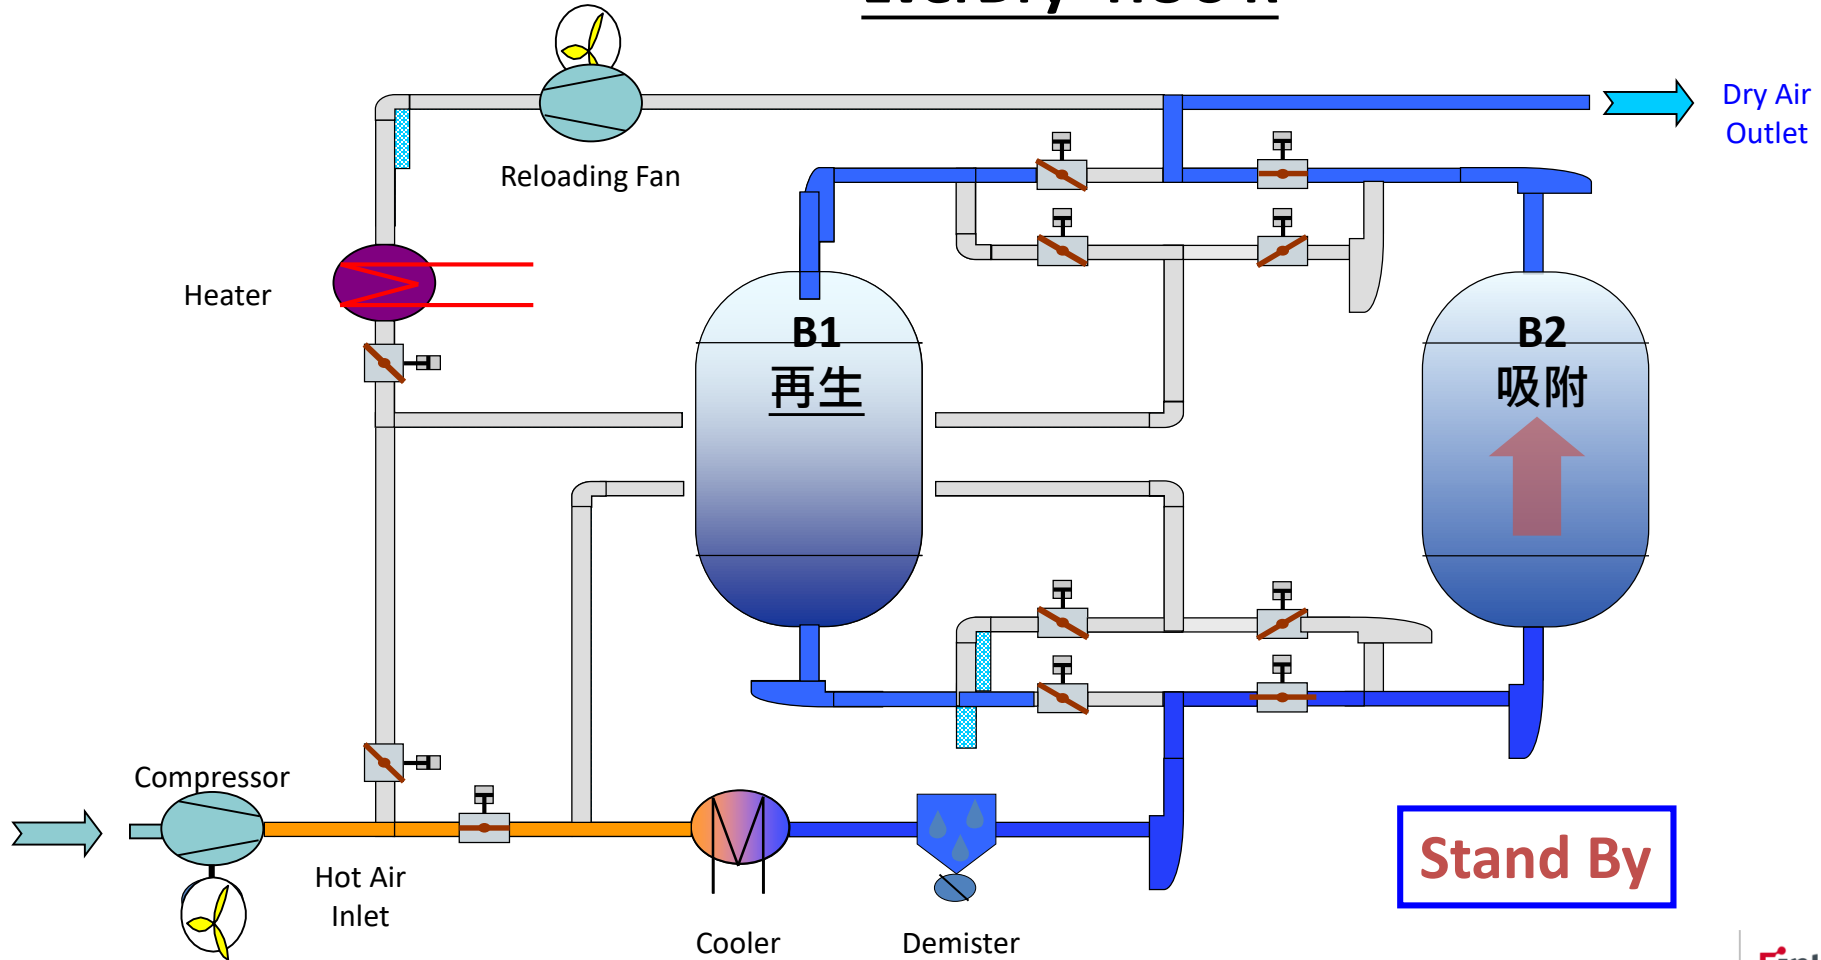 Dry Air
Outlet
Reloading Fan
Heater
B1
再生
B2
吸附
Compressor
Hot Air
Inlet
Cooler
Demister
Stand By